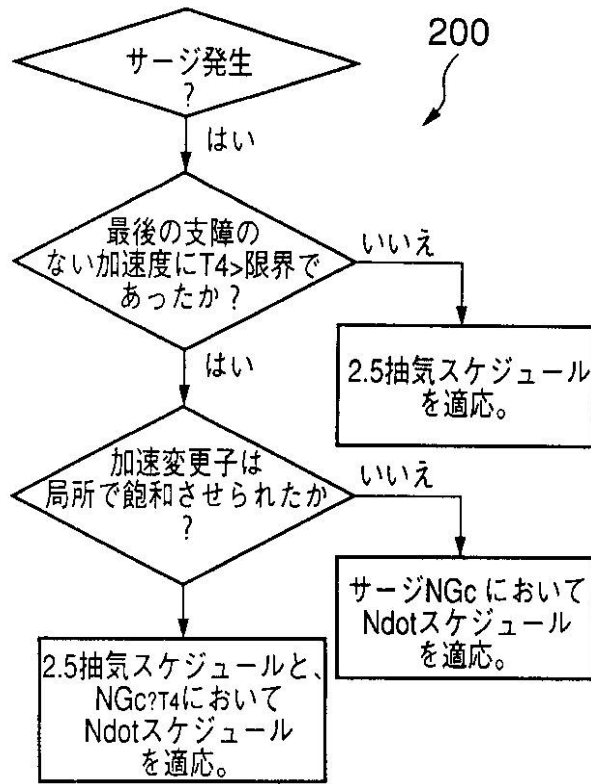 サージ発生
?
200
はい
最後の支障の
ない加速度にT4>限界で
あったか?
いいえ
はい
2.5抽気スケジュール
を適応。
加速変更子は
局所で飽和させられたか
?
いいえ
サージNGc において
Ndotスケジュール
を適応。
2.5抽気スケジュールと、
NGc?T4において
Ndotスケジュール
を適応。